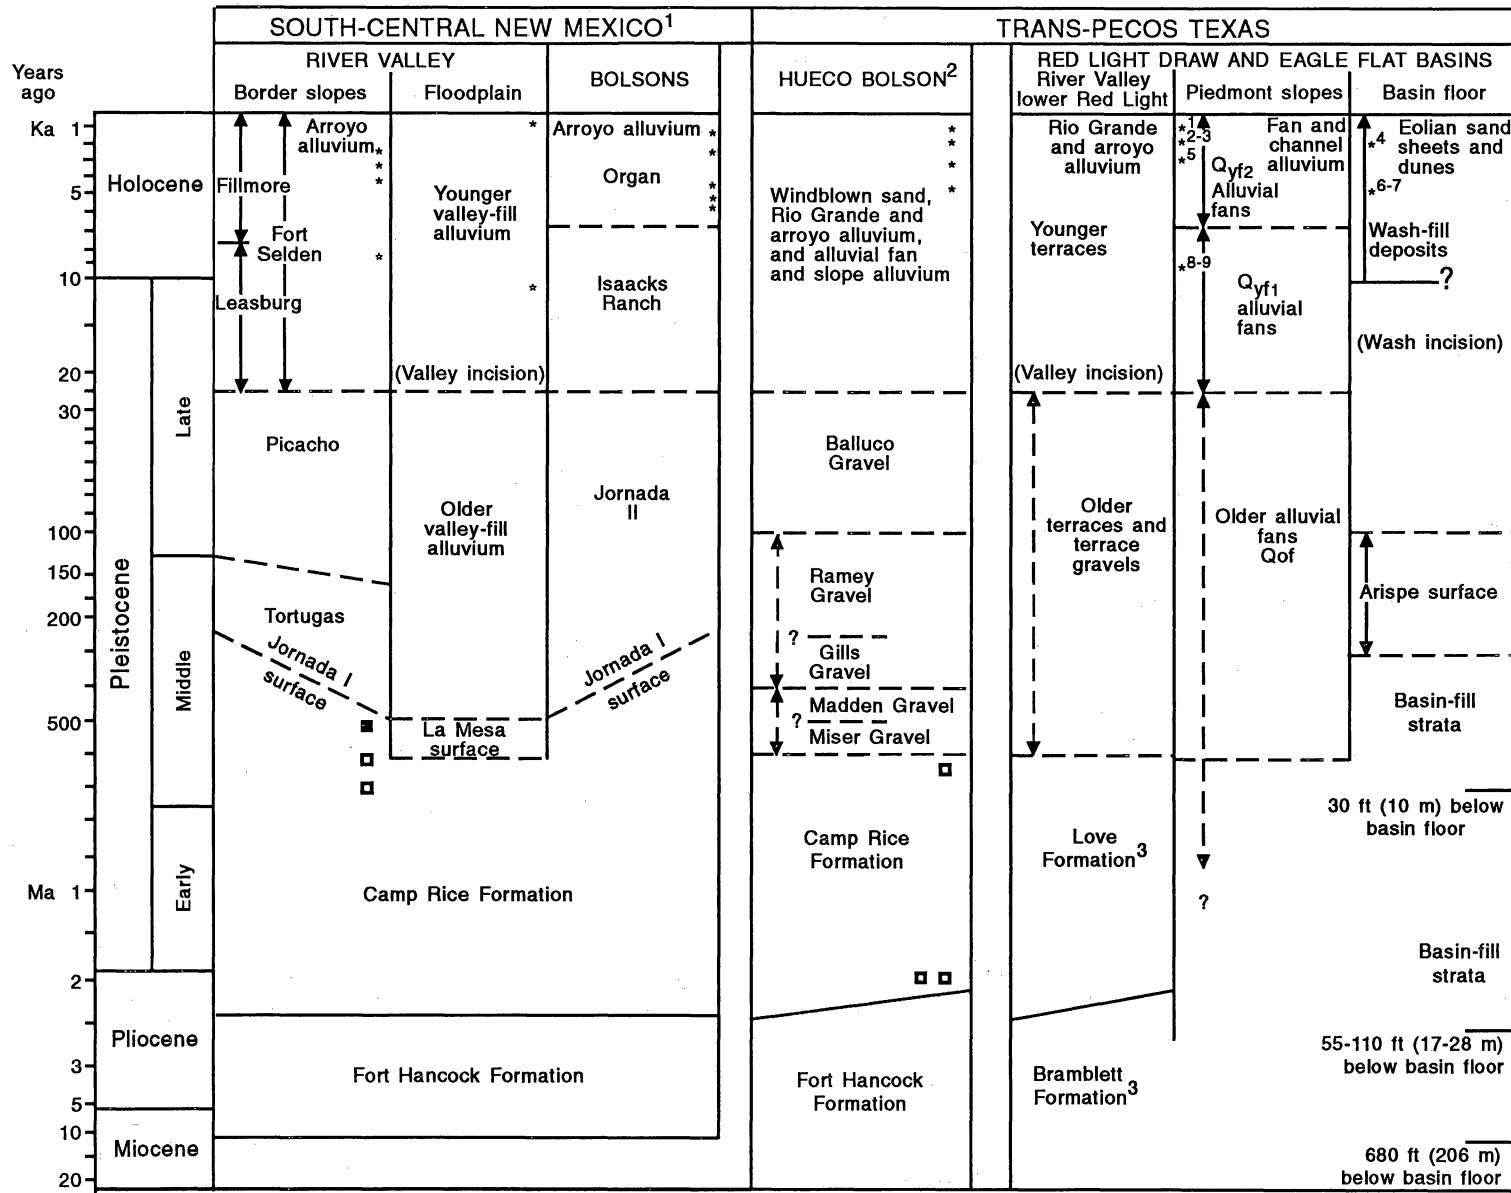 SOUTH-CENTRAL NEW MEXICO1
TRANS-PECOS TEXAS
Years
ago
RIVER VALLEY
Border slopes
Floodplain
BOLSONS
HUECO BOLSON2
RED LIGHT DRAW AND EAGLE FLAT BASINS
River Valley
lower Red Light
Piedmont slopes
Basin floor
Ka
1
5
10
20
30
100
150
200
500
Ma 1
2
3
5
10
20
Holocene
Pleistocene
Late
Middle
Early
Pliocene
Miocene
Arroyo
alluvium
*
*
*
*
Fillmore
Fort
Selden
Leasburg
Picacho
Tortugas
Jornada I
surface
*
Younger
valley-fill
alluvium
*
(Valley incision)
Older
valley-fill
alluvium
La Mesa
surface
Arroyo alluvium
*
*
*
*
*
Organ
Isaacks
Ranch
Jornada
II
Jornada I
surface
Camp Rice Formation
Fort Hancock Formation
*
*
*
*
Windblown sand,
Rio Grande and
arroyo alluvium,
and alluvial fan
and slope alluvium
Balluco
Gravel
Ramey
Gravel
?
Gills
Gravel
Madden Gravel
?
Miser Gravel
Camp Rice
Formation
Fort Hancock
Formation
Rio Grande
and arroyo
alluvium
Younger
terraces
(Valley incision)
Older
terraces and
terrace
gravels
Love
Formation3
Bramblett
Formation3
*1
*2-3
*5
Fan and
channel
alluvium
Qyf2
Alluvial
fans
*8-9
Qyf1
alluvial
fans
Older alluvial
fans
Qof
?
Eolian sand
sheets and
dunes
*4
*6-7
Wash-fill
deposits
?
(Wash incision)
Arispe surface
Basin-fill
strata
30 ft (10 m) below
basin floor
Basin-fill
strata
55-110 ft (17-28 m)
below basin floor
680 ft (206 m)
below basin floor